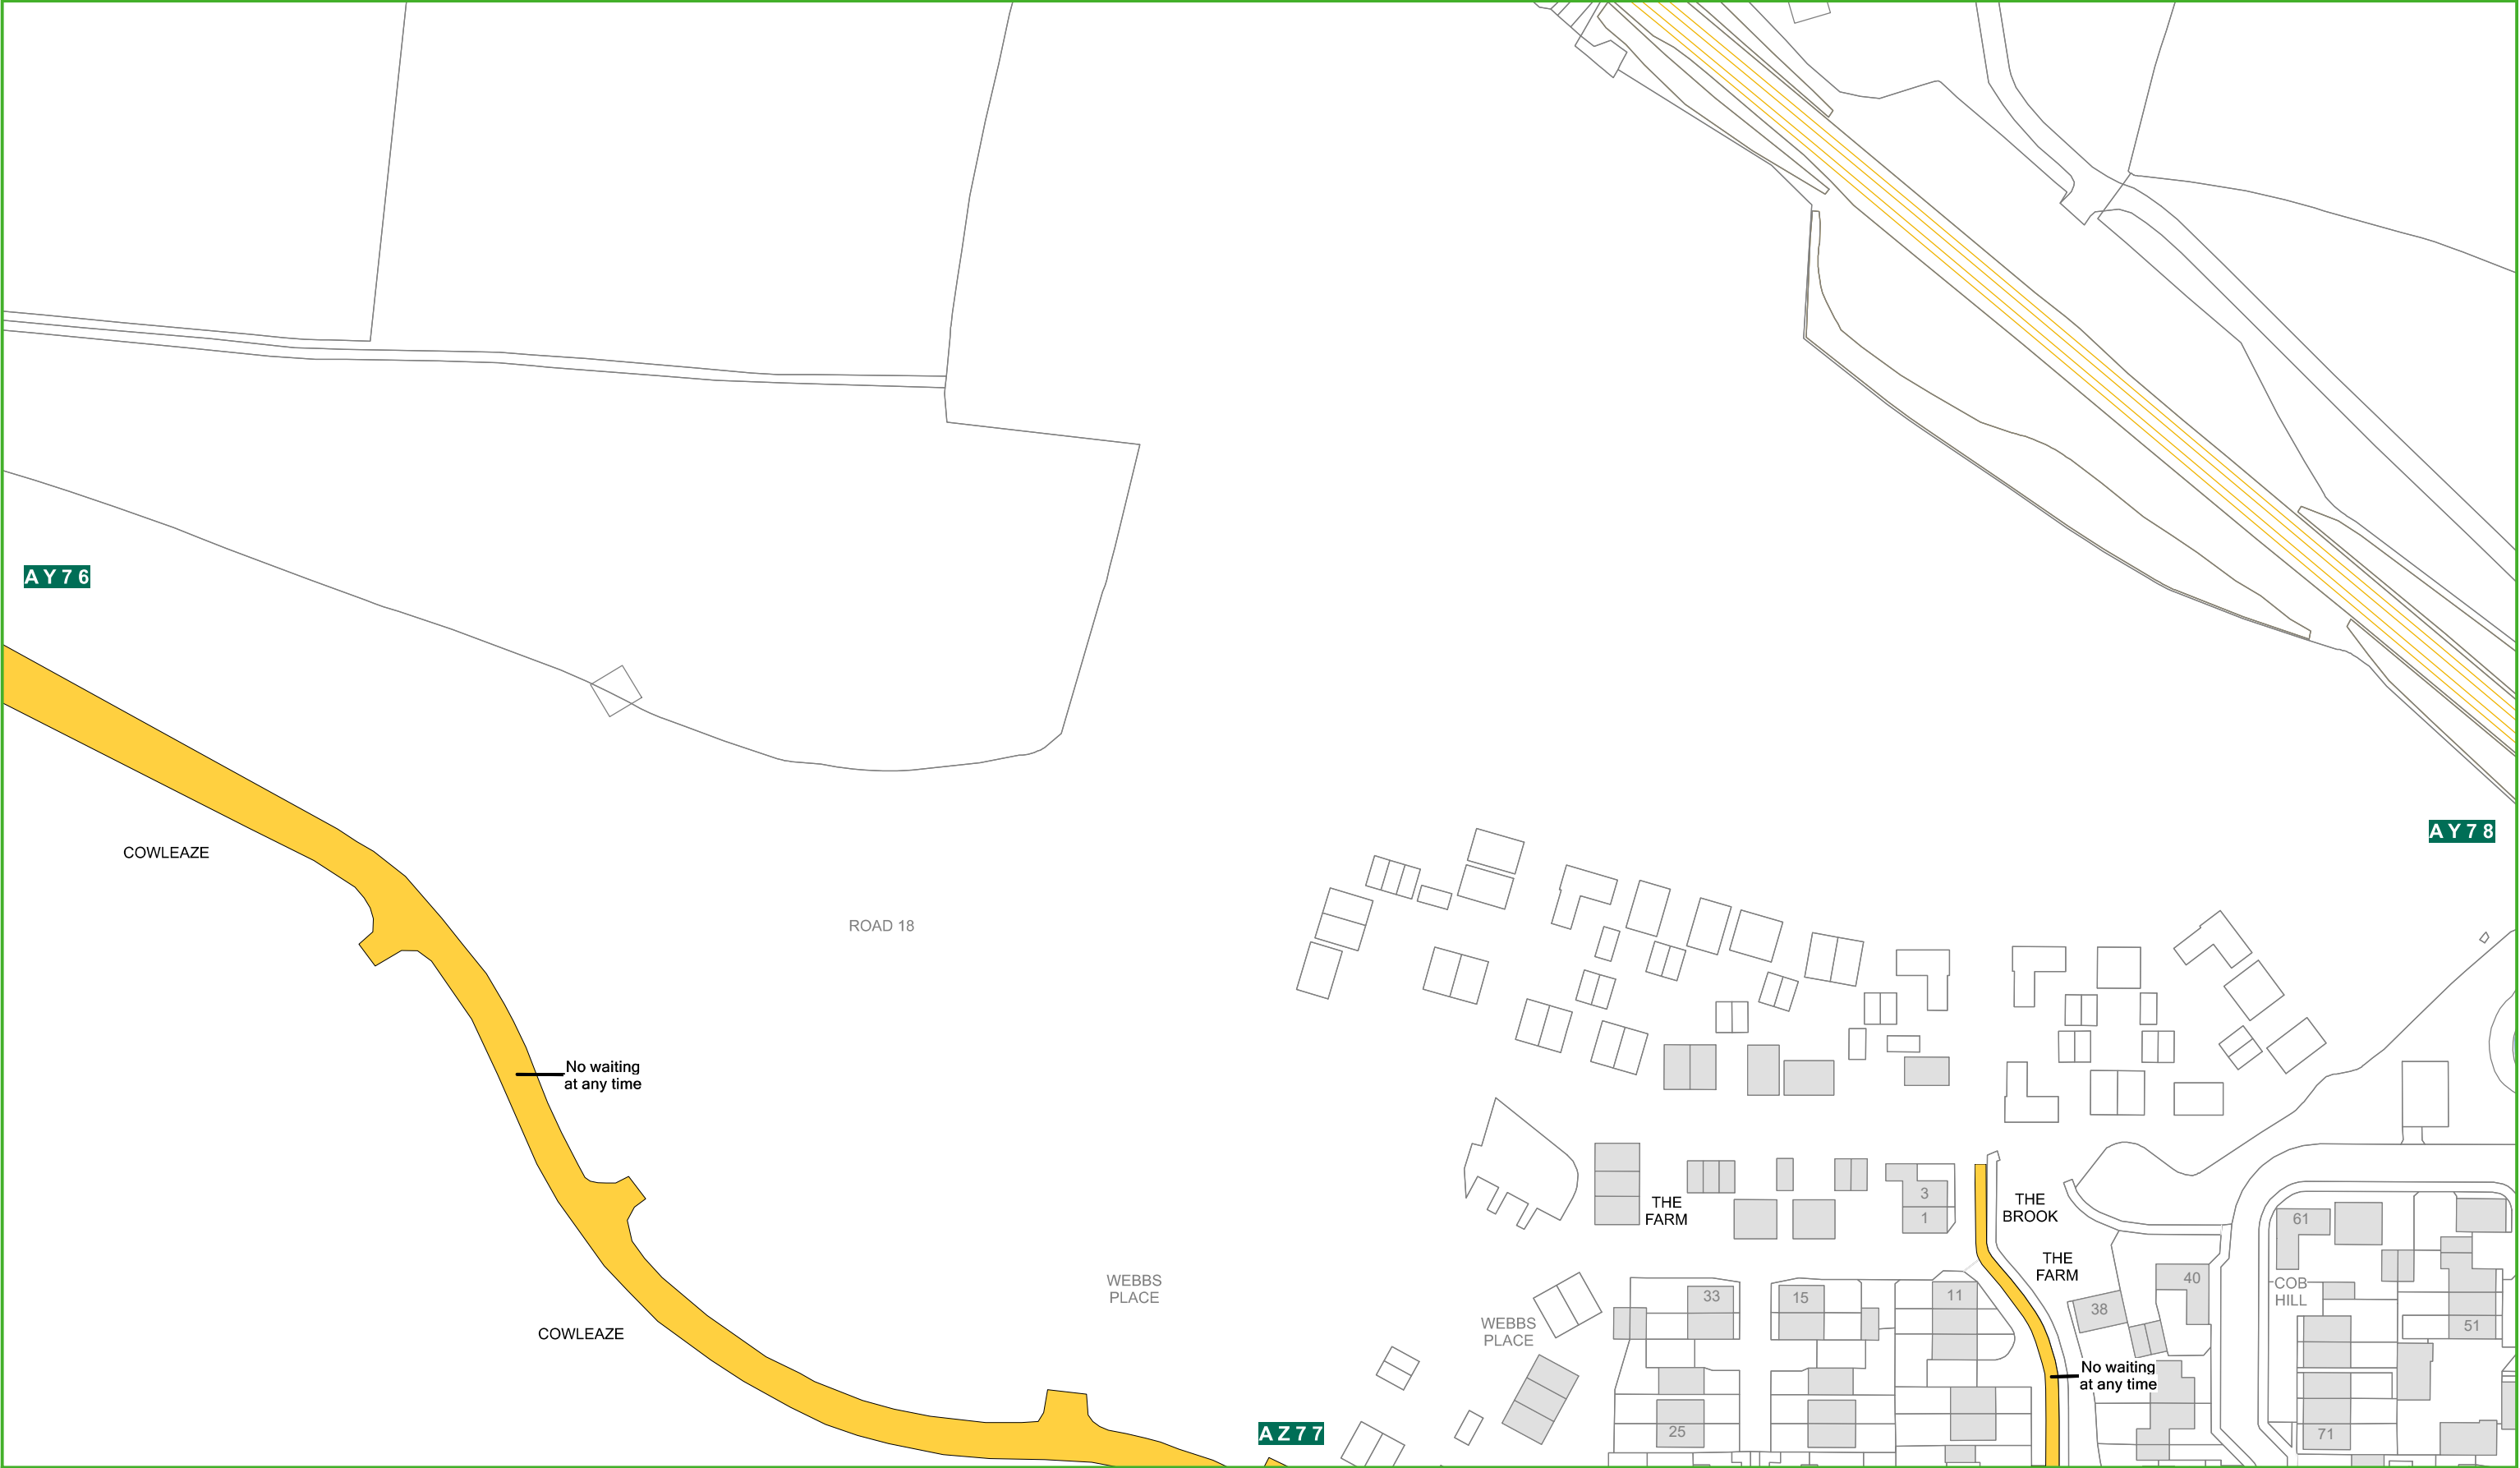 AY76
AY78
COWLEAZE
ROAD 18
No waiting
at any time
THE
FARM
3
1
THE
BROOK
61
THE
FARM
40
COB
HILL
WEBBS
PLACE
33
15
11
38
WEBBS
PLACE
51
COWLEAZE
No waiting
at any time
AZ77
25
71